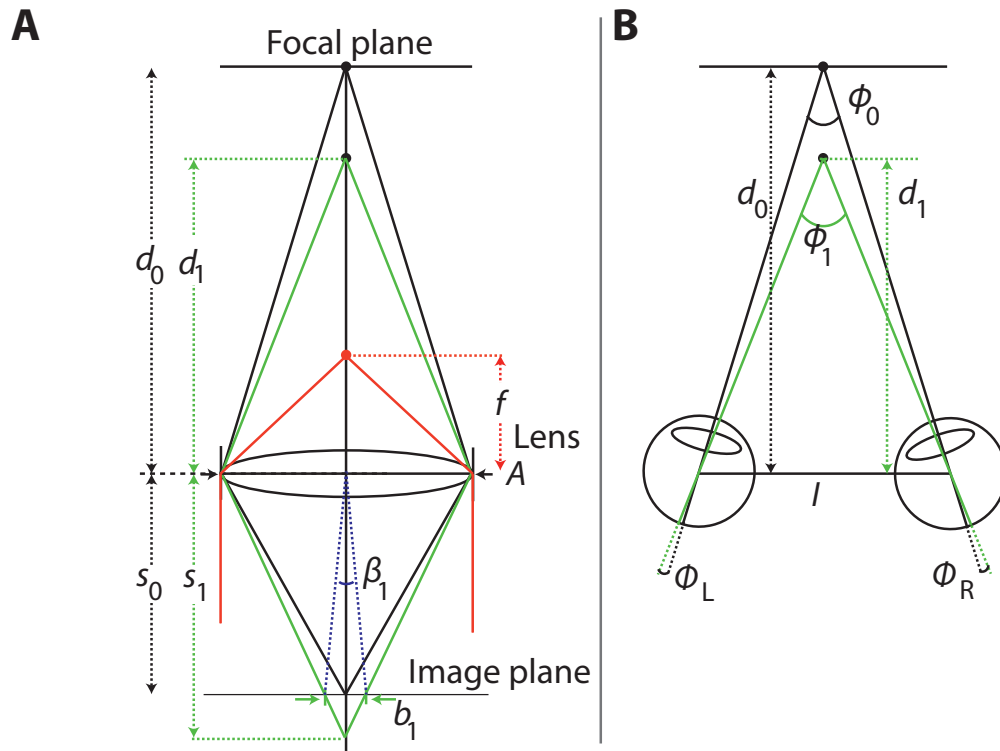 A
Focal plane
d0
d1
f
Lens
A
s0
s1
β1
Image plane
b1
B
ϕ0
d0
d1
ϕ1
I
ΦL
ΦR